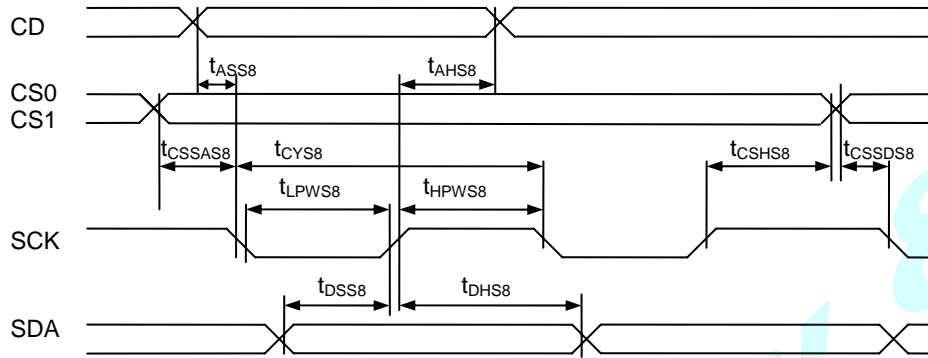 CD
tASS8 tAHS8
CS0
CS1
tCSSAS8 tCYS8 tCSHS8 tCSSDS8
tLPWS8 tHPWS8
SCK
tDSS8 tDHS8
SDA